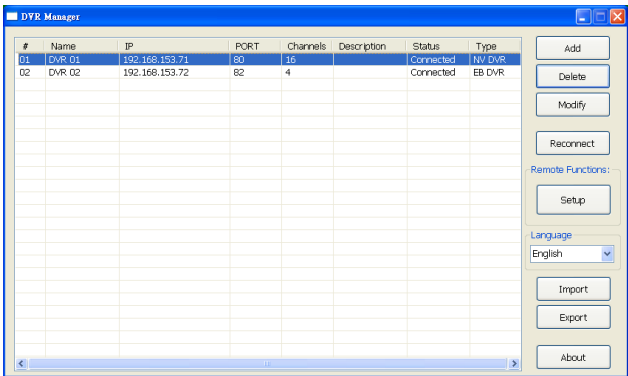 DVR Manager
# Name IP PORT Channels Description Status Type
01 DVR 01 192.168.153.71 80 16 Connected NV DVR
02 DVR 02 192.168.153.72 82 4 Connected EB DVR
Add
Delete
Modify
Reconnect
Remote Functions:
Setup
Language
English
Import
Export
About